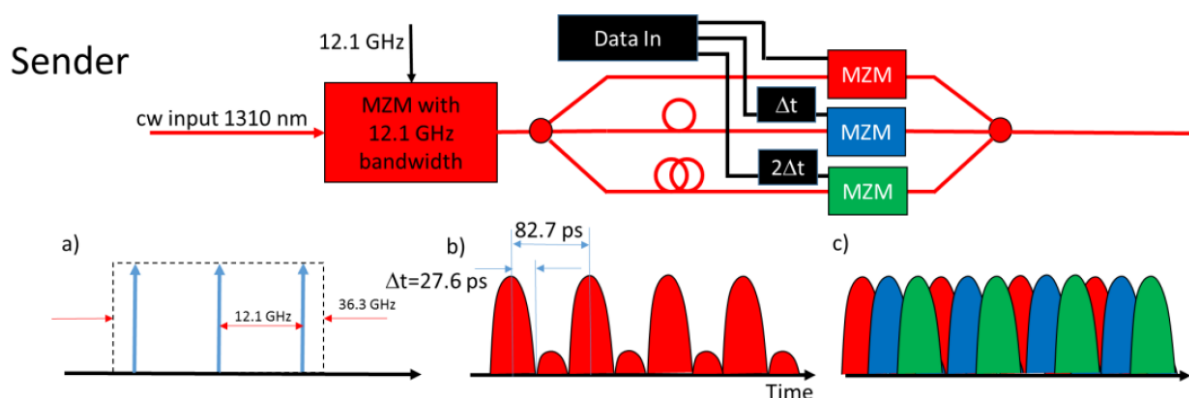 Sender
12.1 GHz
Data In
cw input 1310 nm
MZM with
12.1 GHz
bandwidth
MZM
Δt
MZM
2Δt
MZM
a)
12.1 GHz
36.3 GHz
b)
82.7 ps
Δt=27.6 ps
Time
c)